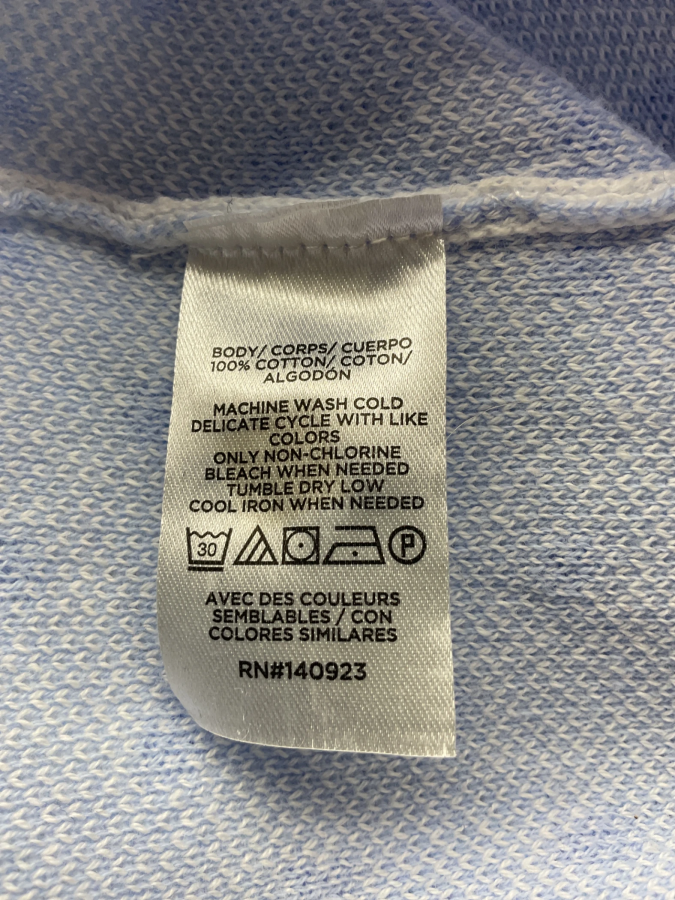 BODY/ CORPS/ CUERPO
100% COTTON/ COTON/
ALGODÓN
MACHINE WASH COLD
DELICATE CYCLE WITH LIKE
COLORS
ONLY NON-CHLORINE
BLEACH WHEN NEEDED
TUMBLE DRY LOW
COOL IRON WHEN NEEDED
30 P
AVEC DES COULEURS
SEMBLABLES / CON
COLORES SIMILARES
RN#140923